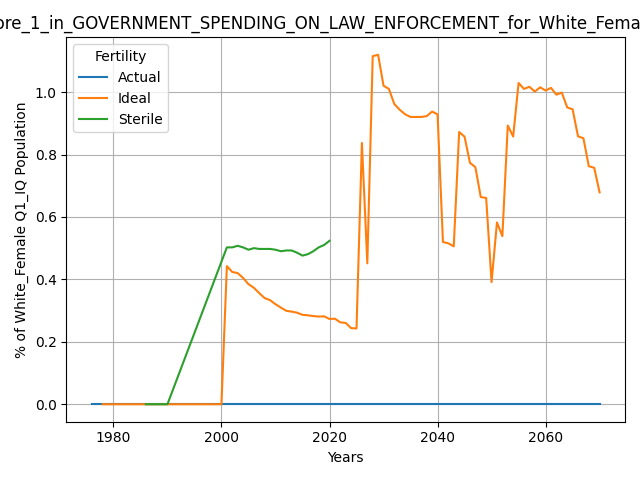 ore_1_in_GOVERNMENT_SPENDING_ON_LAW_ENFORCEMENT_for_White_Fema
Fertility
Actual
Ideal
Sterile
% of White_Female Q1_IQ Population
1.0
0.8
0.6
0.4
0.2
0.0
1980 2000 2020 2040 2060
Years